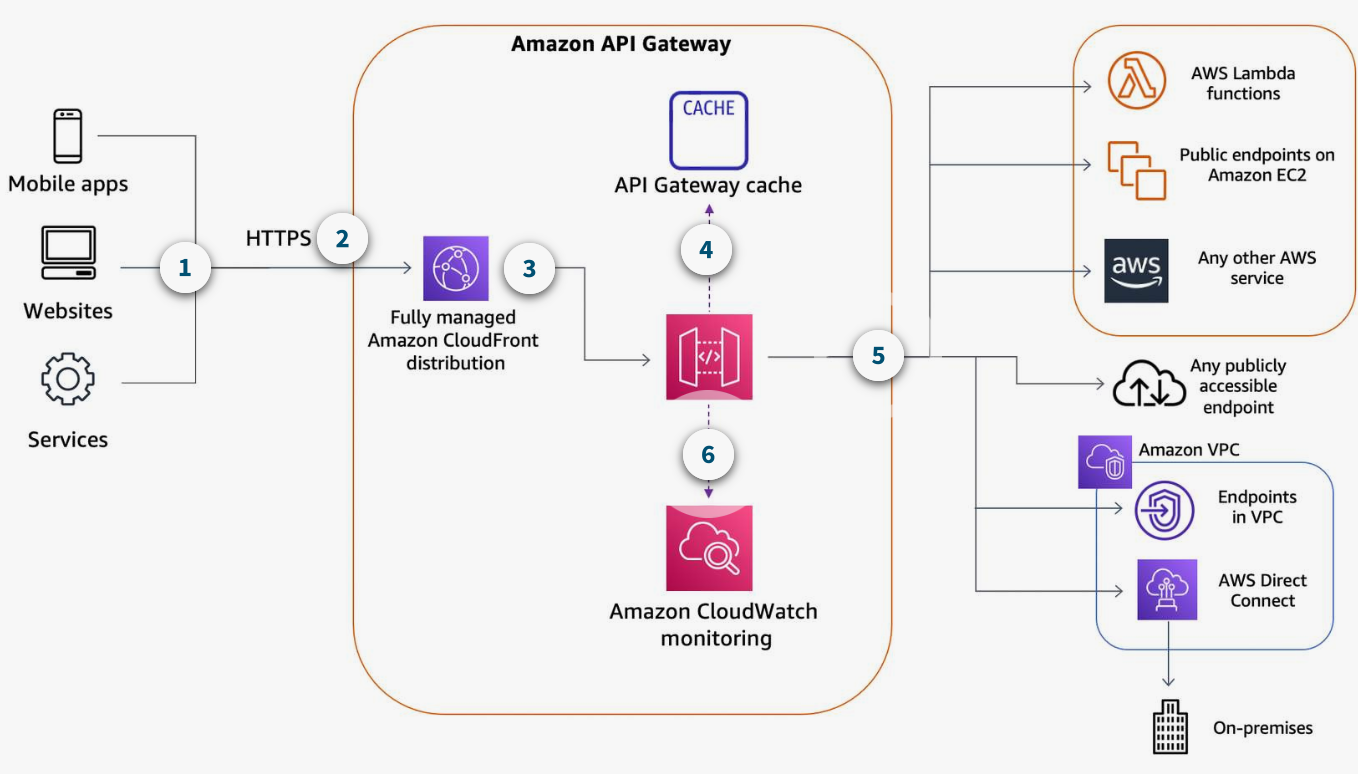 Amazon API Gateway
CACHE
API Gateway cache
Mobile apps
Websites
Services
1
HTTPS
2
Fully managed
Amazon CloudFront
distribution
3
4
</>
5
6
Amazon CloudWatch
monitoring
AWS Lambda
functions
Public endpoints on
Amazon EC2
aws
Any other AWS
service
Any publicly
accessible
endpoint
Amazon VPC
Endpoints
in VPC
AWS Direct
Connect
On-premises